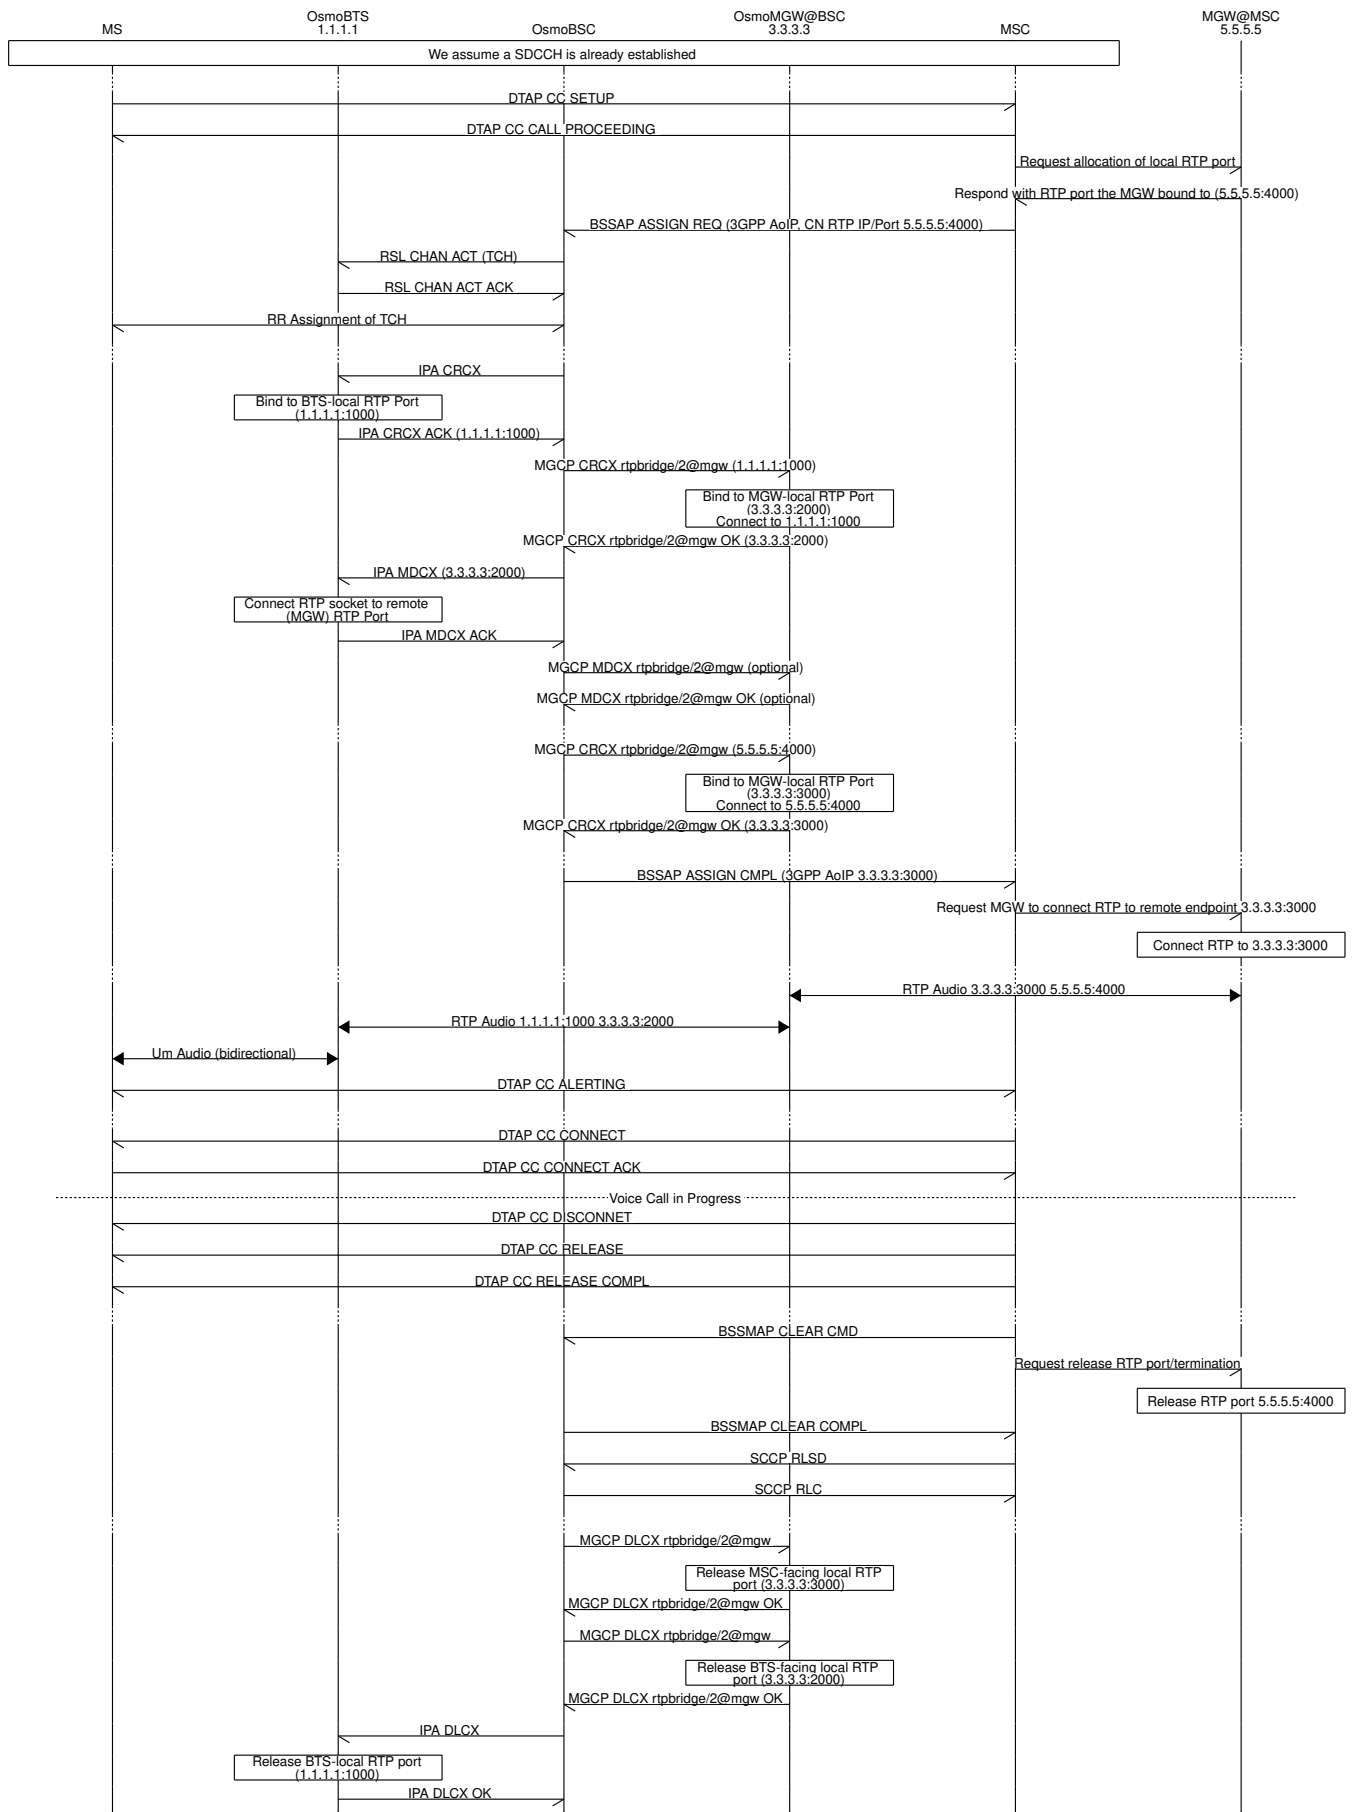 OsmoBTS
OsmoMGW@BSC
MGW@MSC
MS
1.1.1.1
OsmoBSC
3.3.3.3
MSC
5.5.5.5
We assume a SDCCH is already established
DTAP CC SETUP
DTAP CC CALL PROCEEDING
Request allocation of local RTP port
Respond with RTP port the MGW bound to (5.5.5.5:4000)
BSSAP ASSIGN REQ (3GPP AoIP, CN RTP IP/Port 5.5.5.5:4000)
RSL CHAN ACT (TCH)
RSL CHAN ACT ACK
RR Assignment of TCH
IPA CRCX
Bind to BTS-local RTP Port
(1.1.1.1:1000)
IPA CRCX ACK (1.1.1.1:1000)
MGCP CRCX rtpbridge/2@mgw (1.1.1.1:1000)
Bind to MGW-local RTP Port
(3.3.3.3:2000)
Connect to 1.1.1.1:1000
MGCP CRCX rtpbridge/2@mgw OK (3.3.3.3:2000)
IPA MDCX (3.3.3.3:2000)
Connect RTP socket to remote
(MGW) RTP Port
IPA MDCX ACK
MGCP MDCX rtpbridge/2@mgw (optional)
MGCP MDCX rtpbridge/2@mgw OK (optional)
MGCP CRCX rtpbridge/2@mgw (5.5.5.5:4000)
Bind to MGW-local RTP Port
(3.3.3.3:3000)
Connect to 5.5.5.5:4000
MGCP CRCX rtpbridge/2@mgw OK (3.3.3.3:3000)
BSSAP ASSIGN CMPL (3GPP AoIP 3.3.3.3:3000)
Request MGW to connect RTP to remote endpoint 3.3.3.3:3000
Connect RTP to 3.3.3.3:3000
RTP Audio 3.3.3.3:3000 5.5.5.5:4000
RTP Audio 1.1.1.1:1000 3.3.3.3:2000
Um Audio (bidirectional)
DTAP CC ALERTING
DTAP CC CONNECT
DTAP CC CONNECT ACK
Voice Call in Progress
DTAP CC DISCONNET
DTAP CC RELEASE
DTAP CC RELEASE COMPL
BSSMAP CLEAR CMD
Request release RTP port/termination
Release RTP port 5.5.5.5:4000
BSSMAP CLEAR COMPL
SCCP RLSD
SCCP RLC
MGCP DLCX rtpbridge/2@mgw
Release MSC-facing local RTP
port (3.3.3.3:3000)
MGCP DLCX rtpbridge/2@mgw OK
MGCP DLCX rtpbridge/2@mgw
Release BTS-facing local RTP
port (3.3.3.3:2000)
MGCP DLCX rtpbridge/2@mgw OK
IPA DLCX
Release BTS-local RTP port
(1.1.1.1:1000)
IPA DLCX OK